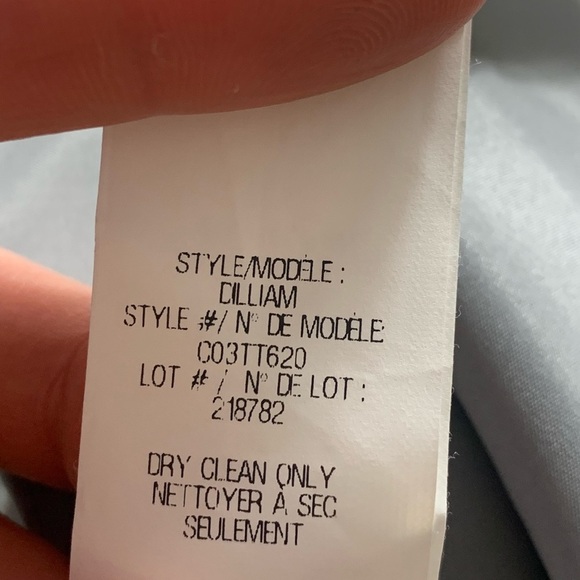 STYLE/MODÈLE :
DILLIAM
STYLE #/ N° DE MODÈLE
C03TT620
LOT # / N° DE LOT :
218782
DRY CLEAN ONLY
NETTOYER À SEC
SEULEMENT